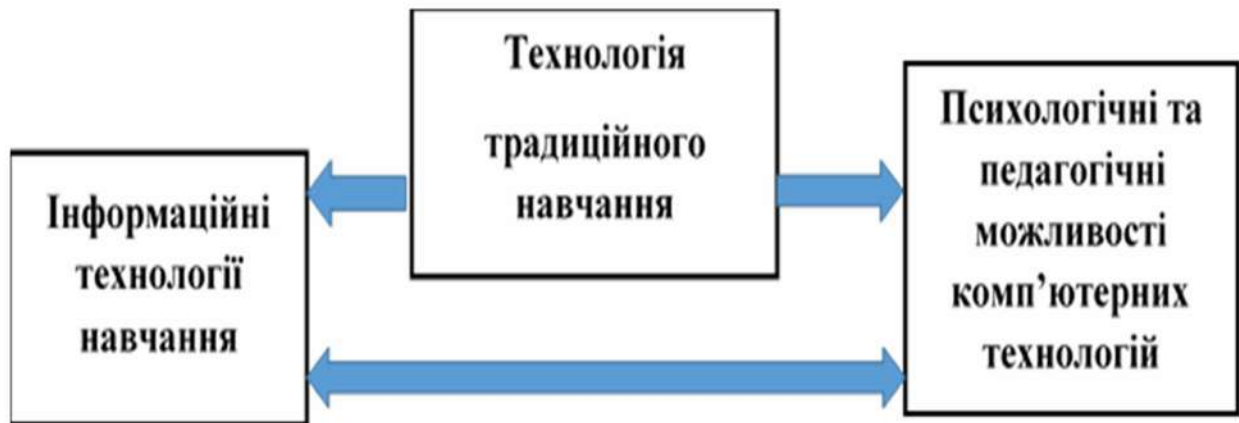 Технологія
традиційного
навчання
Інформаційні
технології
навчання
Психологічні та
педагогічні
можливості
комп’ютерних
технологій